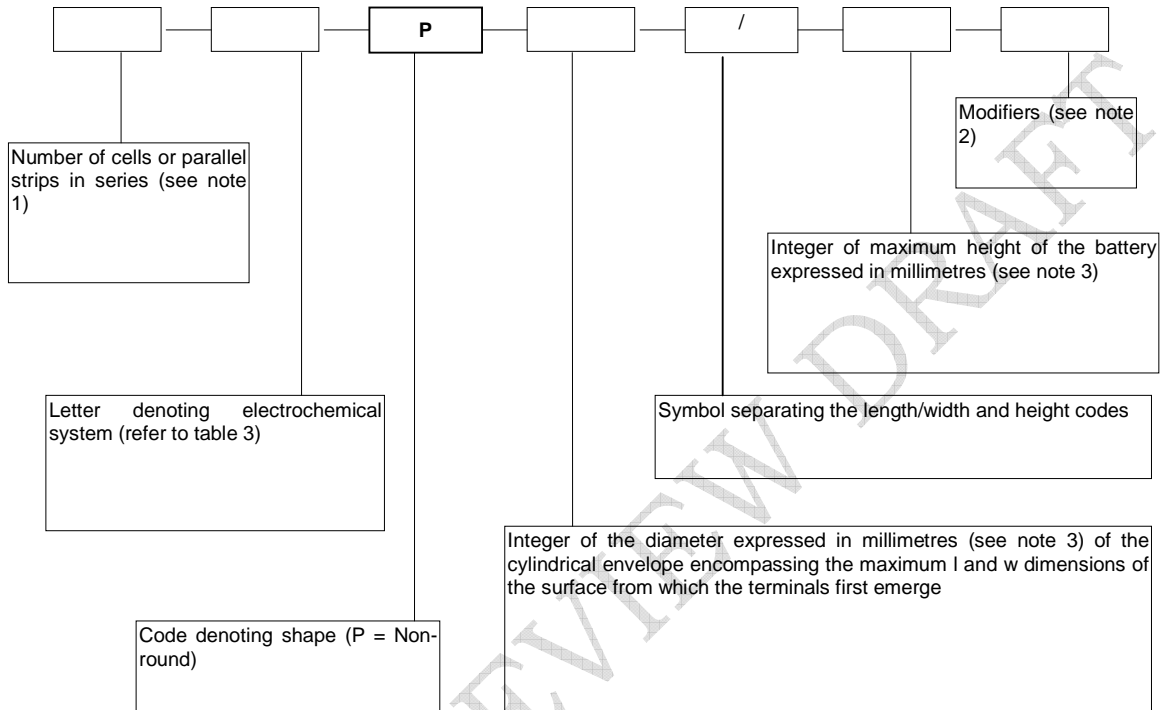 P
/
Modifiers (see note
2)
Number of cells or parallel
strips in series (see note
1)
Integer of maximum height of the battery
expressed in millimetres (see note 3)
Letter denoting electrochemical
system (refer to table 3)
Symbol separating the length/width and height codes
Integer of the diameter expressed in millimetres (see note 3) of the
cylindrical envelope encompassing the maximum l and w dimensions of
the surface from which the terminals first emerge
Code denoting shape (P = Non-
round)
EVIEW DRAFT